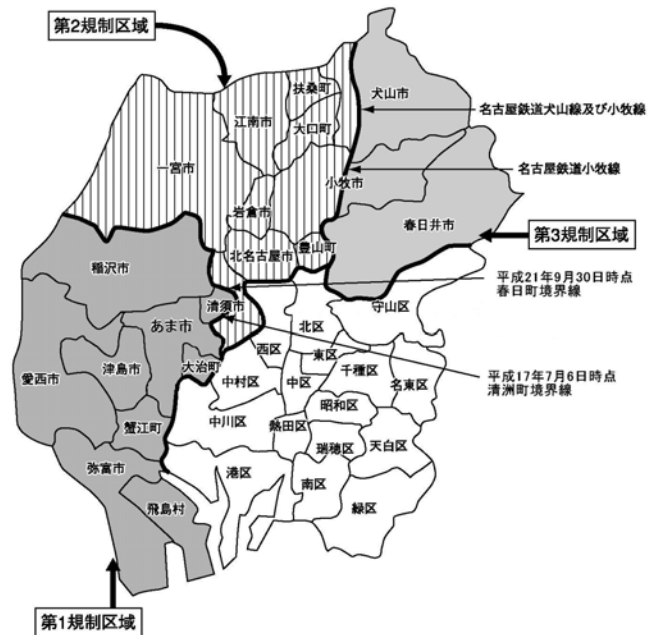 第2規制区域
扶桑町
犬山市
名古屋鉄道犬山線及び小牧線
江南市
大口町
一宮市
名古屋鉄道小牧線
小牧市
岩倉市
春日井市
第3規制区域
北名古屋市
豊山町
稲沢市
平成21年9月30日時点
春日町境界線
清須市
守山区
あま市
北区
西区
東区
千種区
大治町
津島市
愛西市
中村区
中区
名東区
平成17年7月6日時点
清洲町境界線
昭和区
蟹江町
中川区
熱田区
瑞穂区
天白区
弥富市
港区
南区
緑区
飛島村
第1規制区域